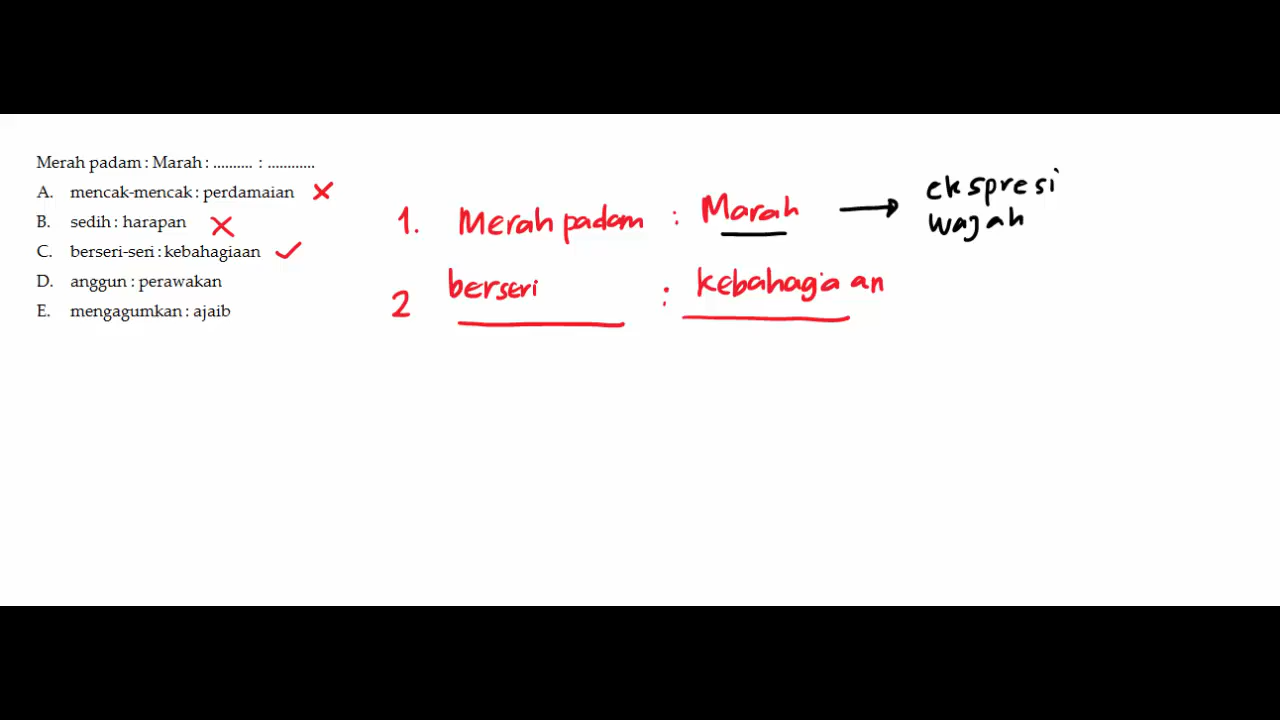 Merah padam : Marah : .......... : ............
A. mencak-mencak : perdamaian
B. sedih : harapan
C. berseri-seri : kebahagiaan
D. anggun : perawakan
E. mengagumkan : ajaib
1. Merah padam : Marah → ekspresi
wajah
2 berseri : kebahagiaan